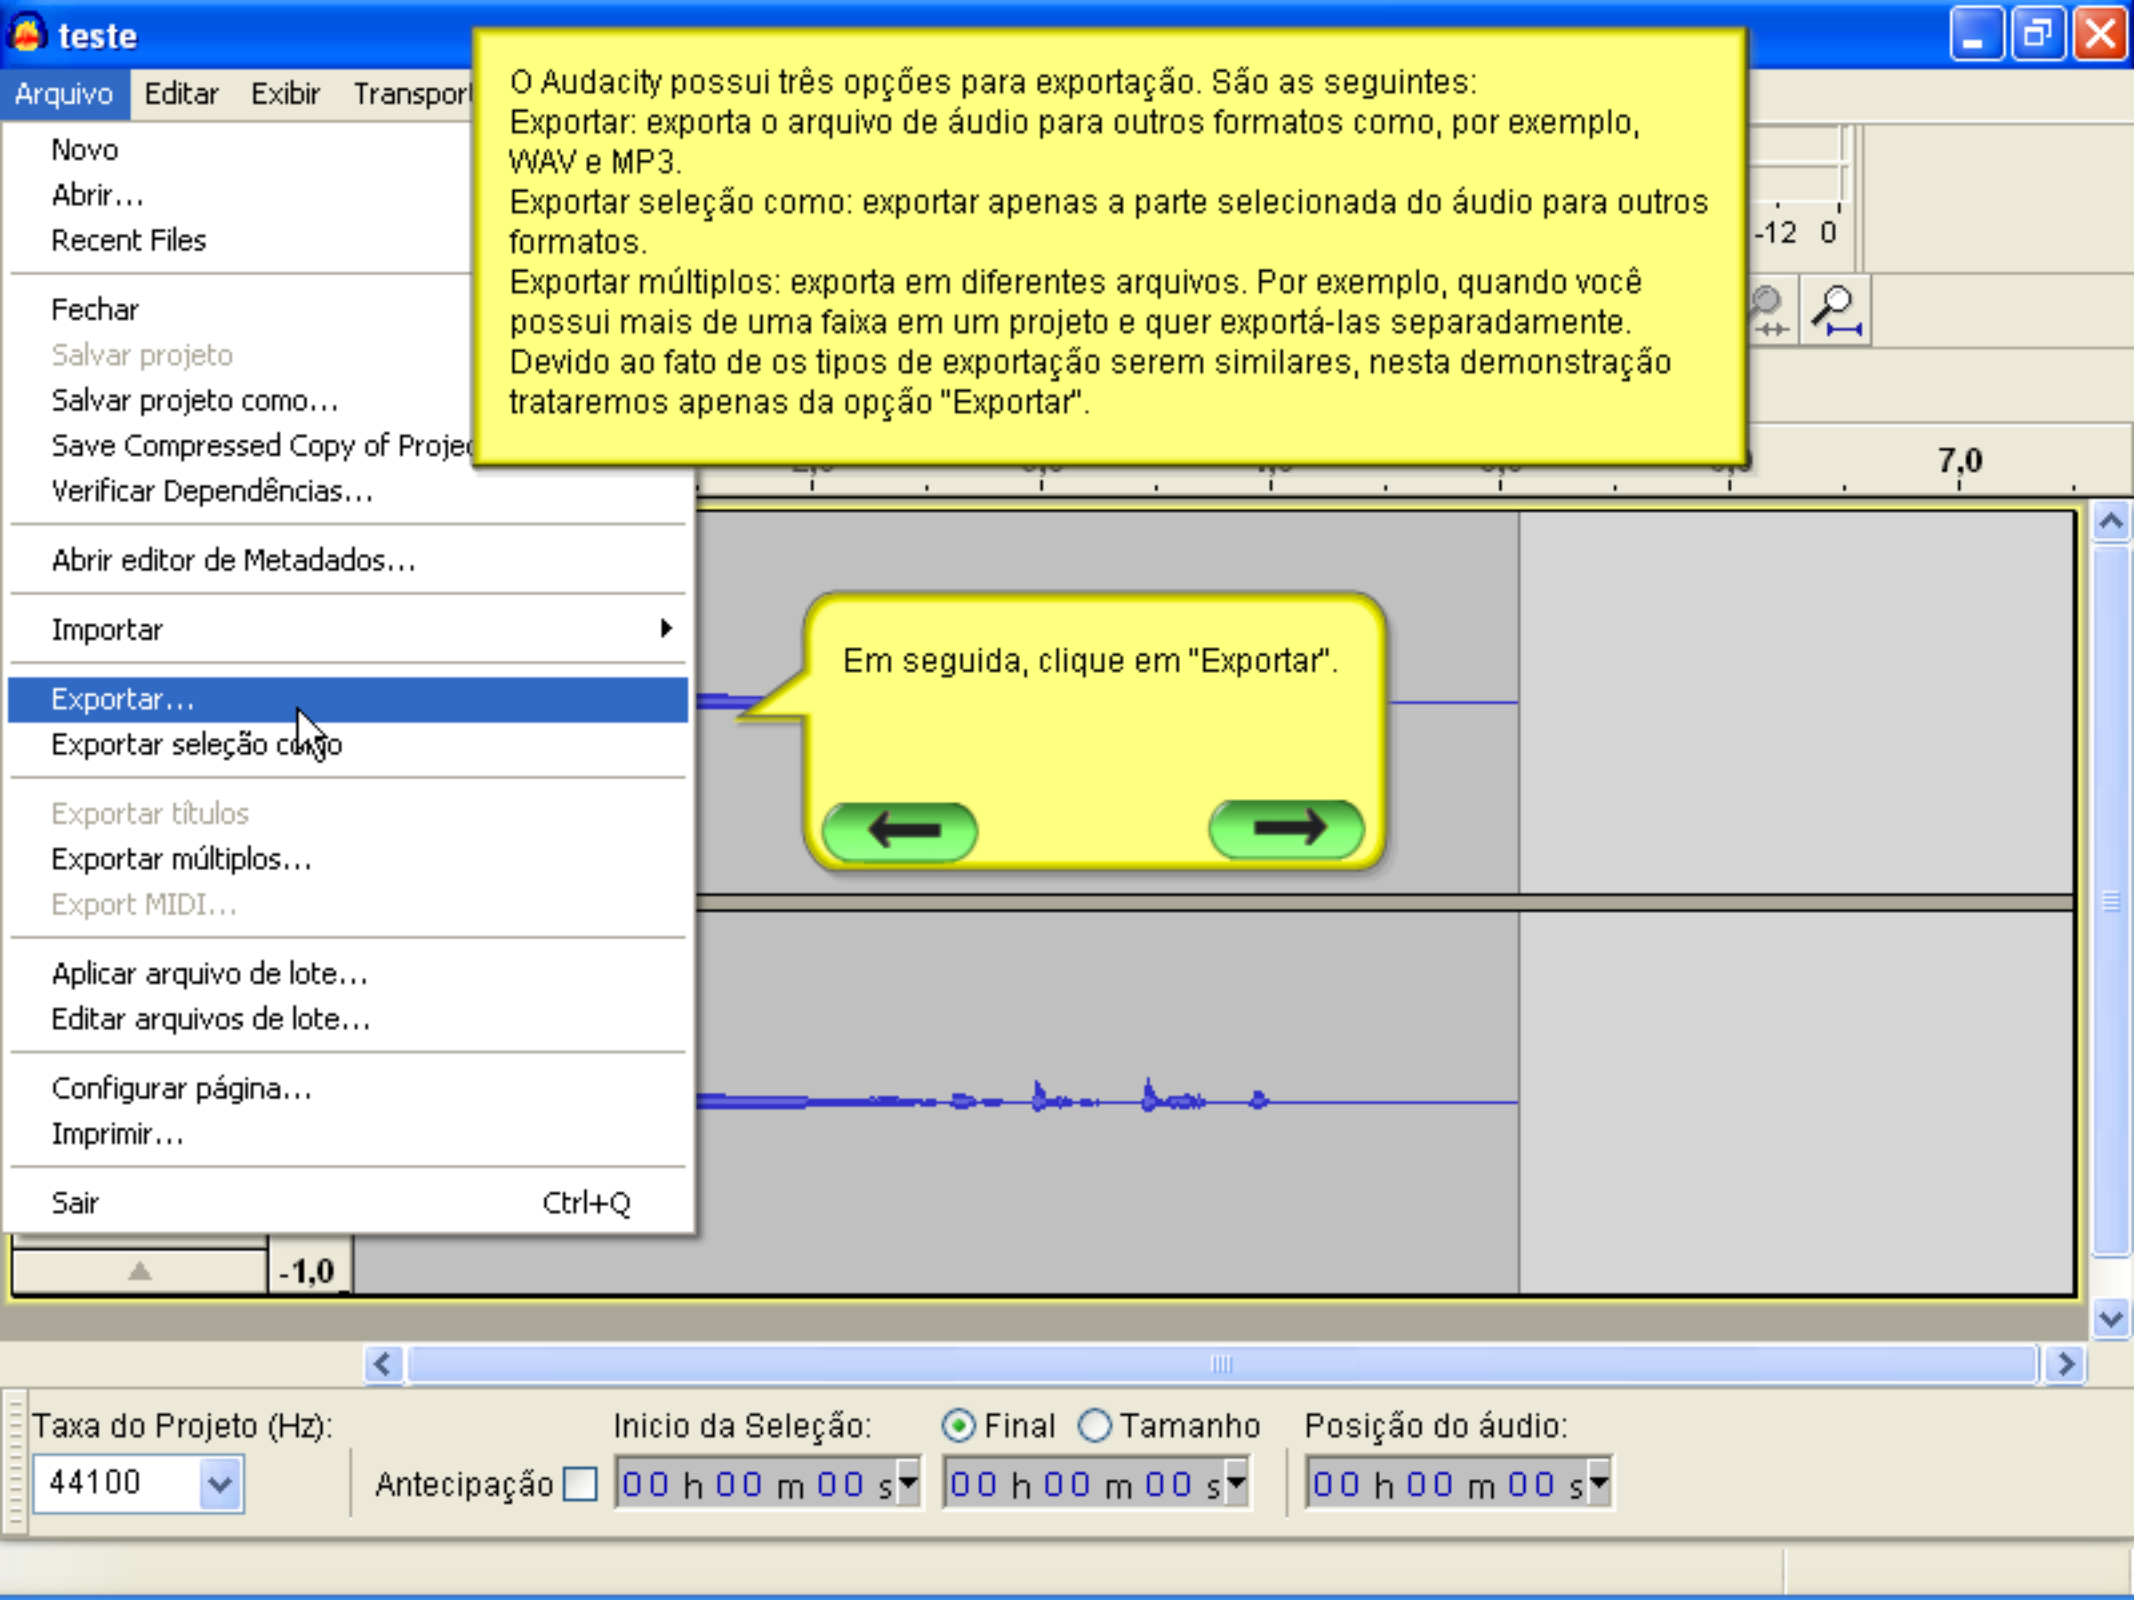 teste
Arquivo Editar Exibir
O Audacity possui três opções para exportação. São as seguintes:
Exportar: exporta o arquivo de áudio para outros formatos como, por exemplo,
WAV e MP3.
Exportar seleção como: exportar apenas a parte selecionada do áudio para outros
formatos.
Exportar múltiplos: exporta em diferentes arquivos. Por exemplo, quando você
possui mais de uma faixa em um projeto e quer exportá-las separadamente.
Devido ao fato de os tipos de exportação serem similares, nesta demonstração
trataremos apenas da opção "Exportar".
Novo
Abrir...
Recent Files
Fechar
Salvar projeto
Salvar projeto como...
Save Compressed Copy of Projec
Verificar Dependências...
Abrir editor de Metadados...
Importar
Exportar...
Exportar seleção como
Exportar títulos
Exportar múltiplos...
Export MIDI...
Aplicar arquivo de lote...
Editar arquivos de lote...
Configurar página...
Imprimir...
Sair Ctrl+Q
-12 0
7,0
Em seguida, clique em "Exportar".
-1,0
Taxa do Projeto (Hz):
44100
Antecipação
Inicio da Seleção:
00 h 00 m 00 s
Final Tamanho
00 h 00 m 00 s
Posição do áudio:
00 h 00 m 00 s